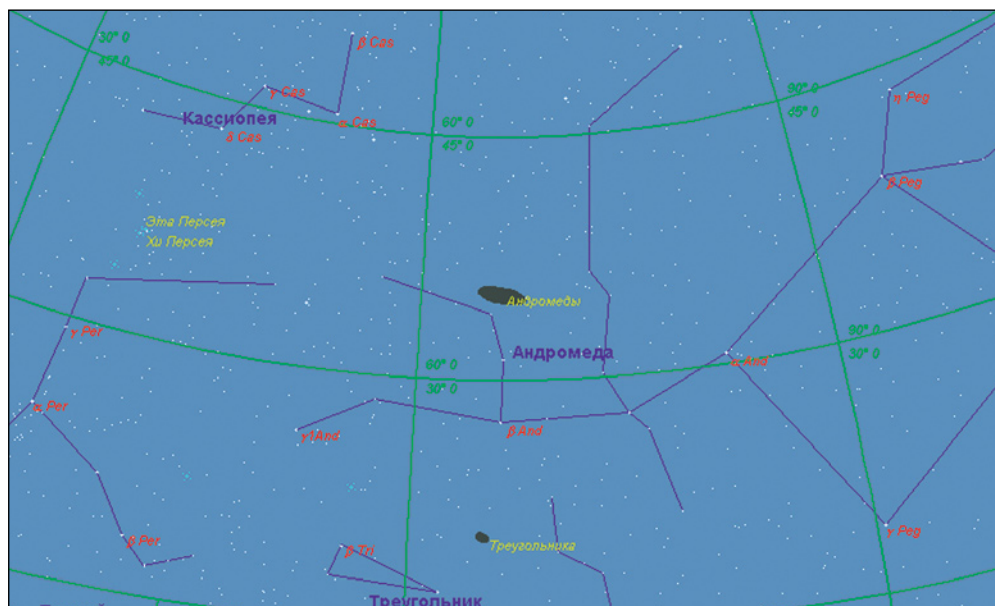 30° 0
45° 0
β Cas
γ Cas
α Cas
Кассиопея
δ Cas
60° 0
45° 0
90° 0
45° 0
η Peg
β Peg
Эта Персея
Хи Персея
Андромеды
γ Per
Андромеда
60° 0
30° 0
90° 0
30° 0
α And
α Per
γ1And
β And
β Per
β Tri
Треугольника
γ Peg
Треугольник